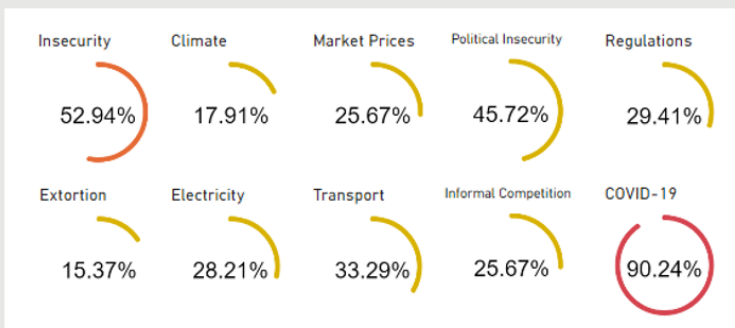 Insecurity
Climate
Market Prices
Political Insecurity
Regulations
52.94%
17.91%
25.67%
45.72%
29.41%
Extortion
Electricity
Transport
Informal Competition
COVID-19
15.37%
28.21%
33.29%
25.67%
90.24%